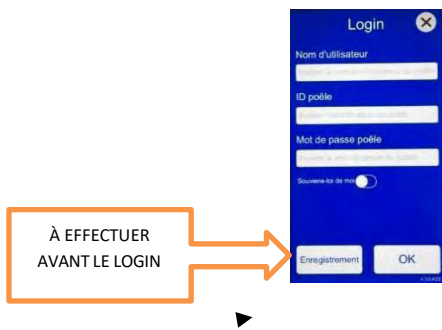 Login
Nom d'utilisateur
ID poêle
Mot de passe poêle
Souviens-toi de moi
À EFFECTUER
AVANT LE LOGIN
Enregistrement
OK